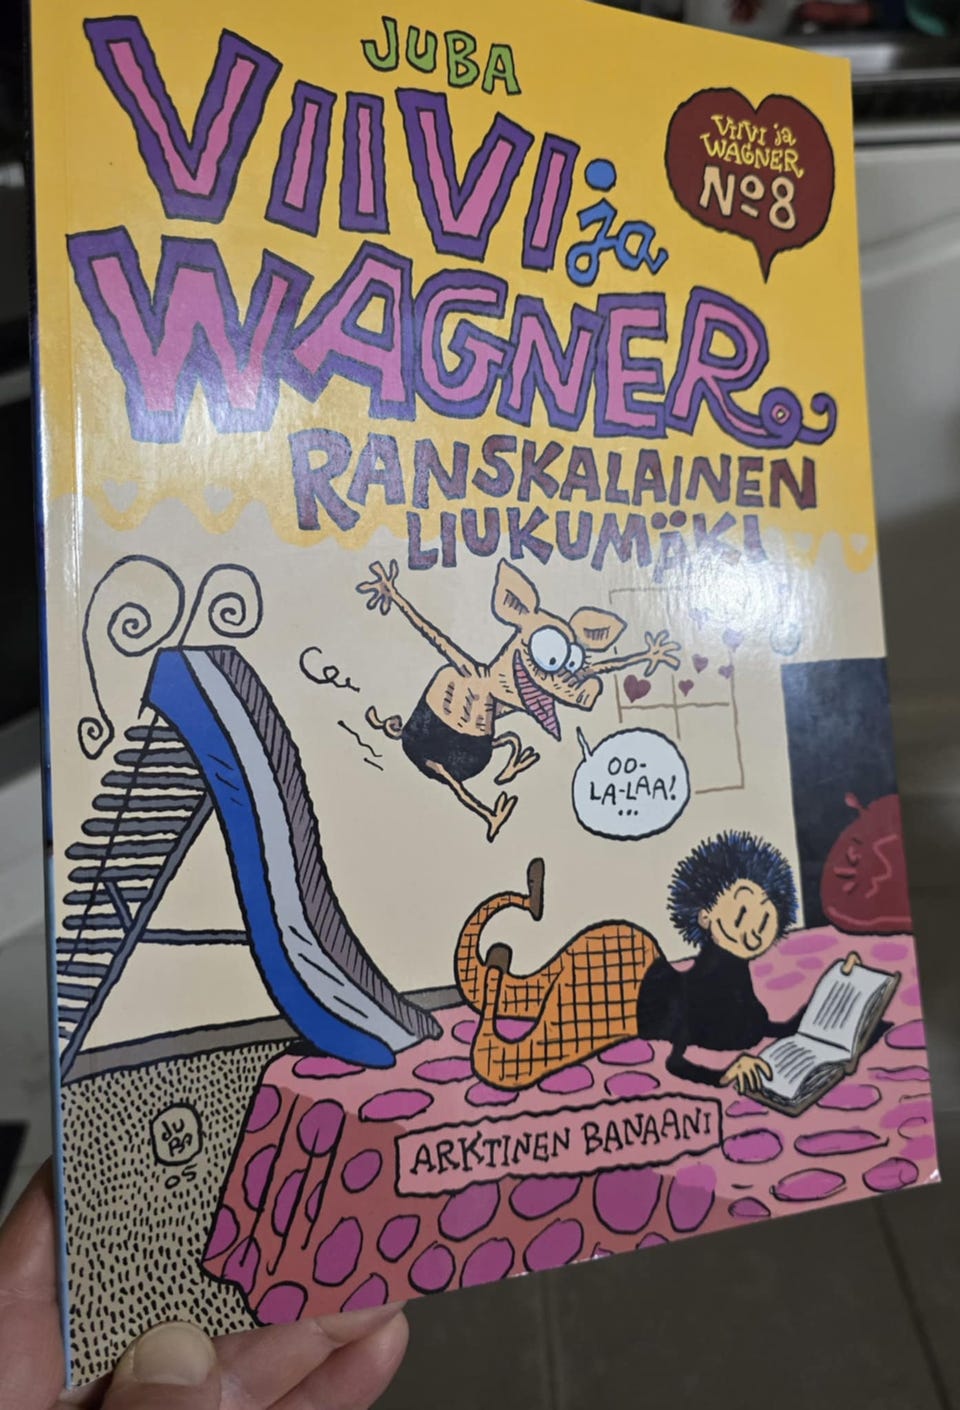 JUBA
VIIVI ja
WAGNER
VIIVI ja
WAGNER
No8
RANSKALAINEN
LIUKUMÄKI
OO-
LA-LAA!
...
ARKTINEN BANAANI
JUBA
05